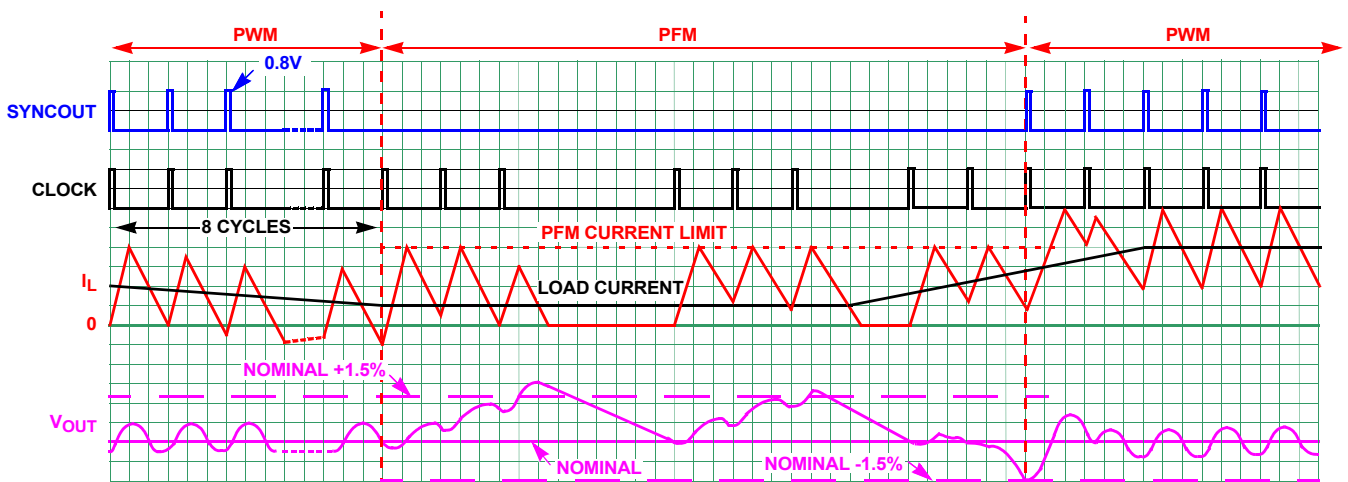 PWM
PFM
PWM
0.8V
SYNCOUT
CLOCK
8 CYCLES
PFM CURRENT LIMIT
IL
LOAD CURRENT
0
NOMINAL +1.5%
VOUT
NOMINAL
NOMINAL -1.5%